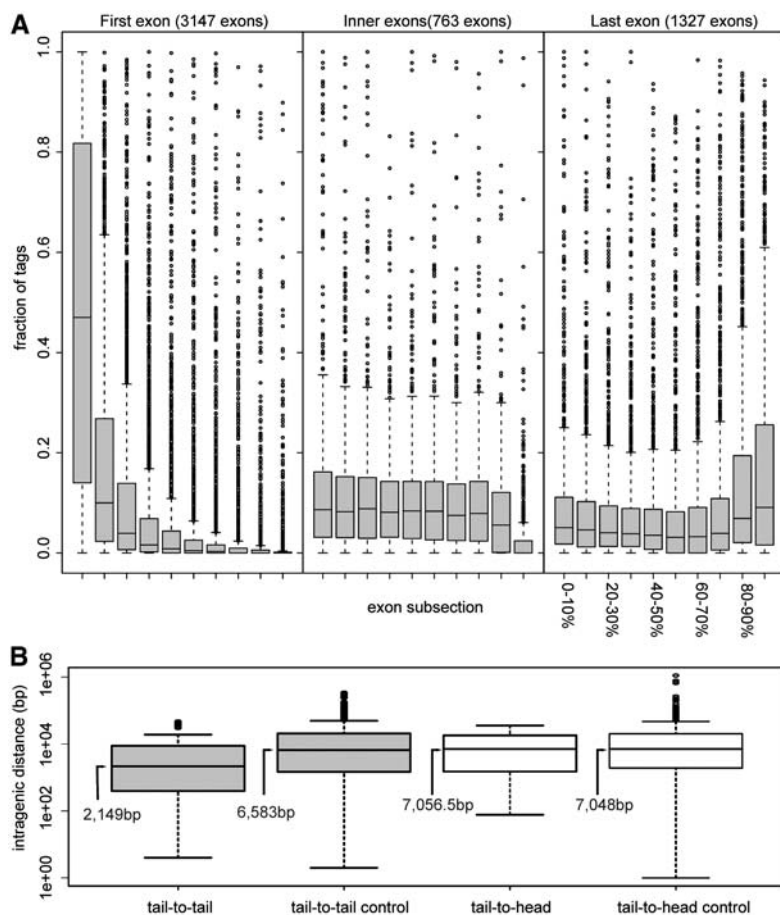 A
First exon (3147 exons)
Inner exons(763 exons)
Last exon (1327 exons)
fraction of tags
1.0
0.8
0.6
0.4
0.2
0.0
0-10%
20-30%
40-50%
60-70%
80-90%
exon subsection
B
intragenic distance (bp)
1e+06
1e+04
1e+02
1e+00
2,149bp
6,583bp
7,056.5bp
7,048bp
tail-to-tail
tail-to-tail control
tail-to-head
tail-to-head control